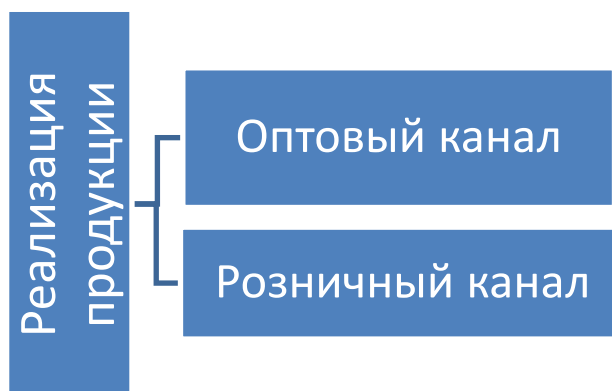 Реализация
продукции
Оптовый канал
Розничный канал